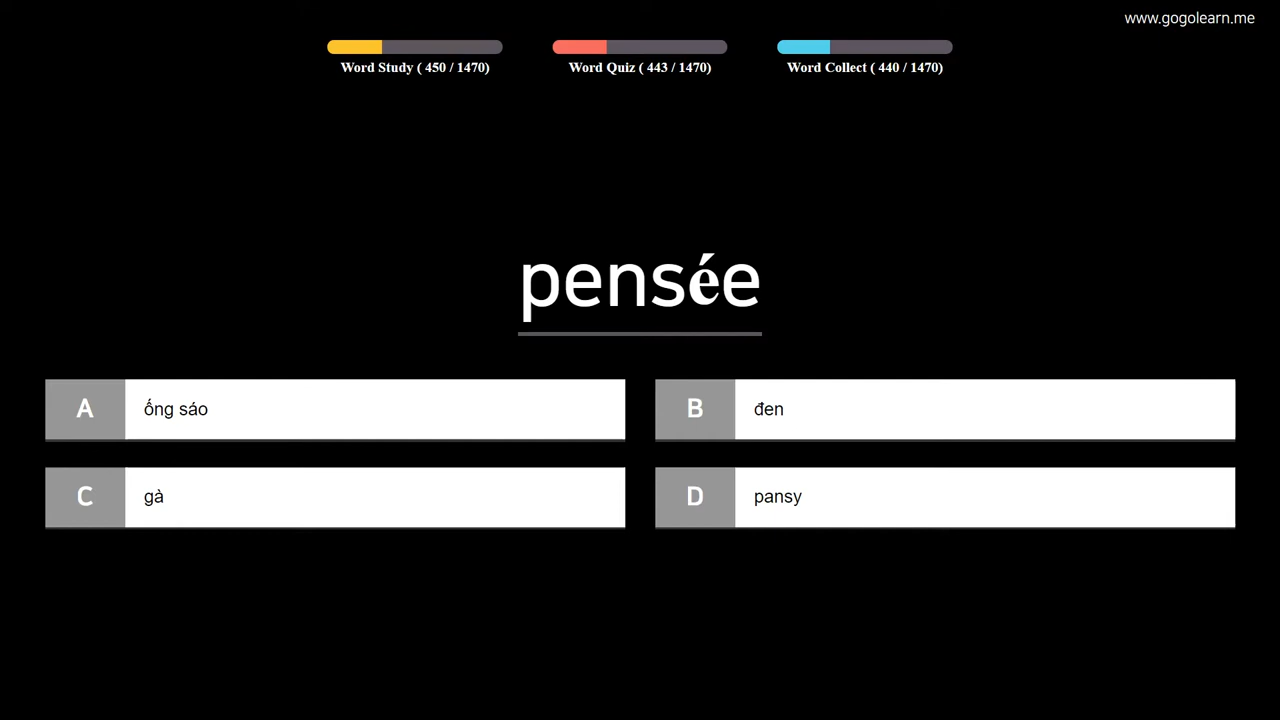 www.gogolearn.me
Word Study ( 450 / 1470)
Word Quiz ( 443 / 1470)
Word Collect ( 440 / 1470)
pensée
A ống sáo
B đen
C gà
D pansy